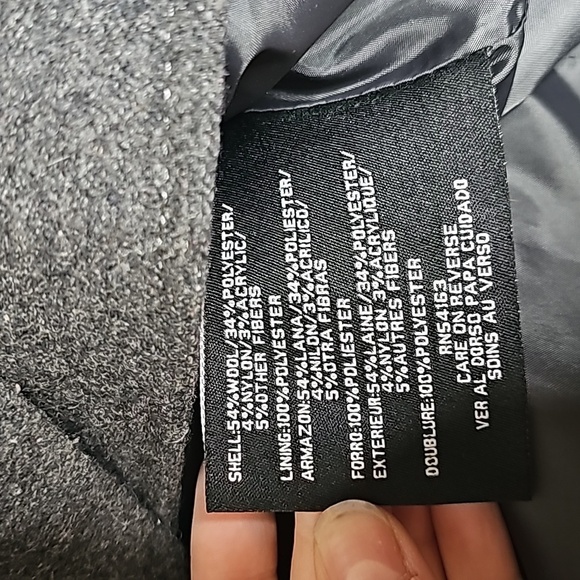 SHELL:54%WOOL/34%POLYESTER/
4%NYLON/3%ACRYLIC/
5%OTHER FIBERS
LINING:100%POLYESTER
ARMAZON:54%LANA/34%POLIESTER/
4%NILON/3%ACRILICO/
5%OTRA FIBRAS
FORRO:100%POLIESTER
EXTERIEUR:54%LAINE/34%POLYESTER/
4%NYLON/3%ACRYLIQUE/
5%AUTRES FIBERS
DOUBLURE:100%POLYESTER
RN54163
CARE ON REVERSE
VER AL DORSO PAPA CUIDADO
SOINS AU VERSO